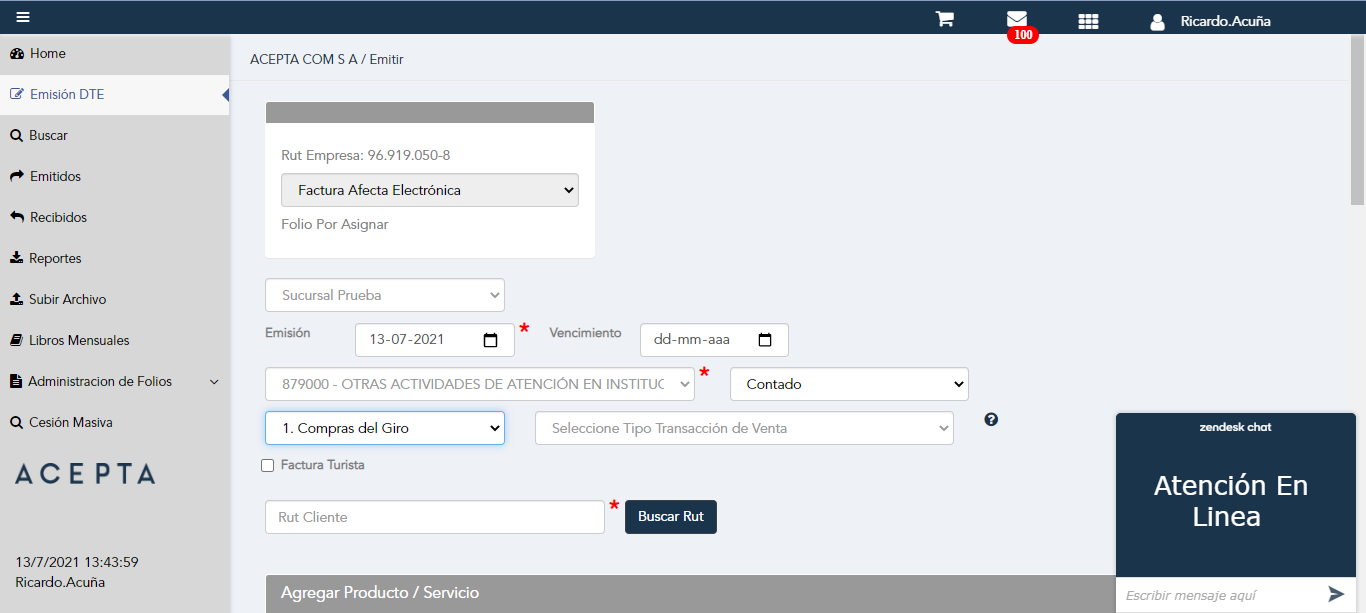 100
Ricardo.Acuña
Home
Emisión DTE
Buscar
Emitidos
Recibidos
Reportes
Subir Archivo
Libros Mensuales
Administracion de Folios
Cesión Masiva
ACEPTA
13/7/2021 13:43:59
Ricardo.Acuña
ACEPTA COM S A / Emitir
Rut Empresa: 96.919.050-8
Factura Afecta Electrónica
Folio Por Asignar
Sucursal Prueba
Emisión 13-07-2021 * Vencimiento dd-mm-aaa
879000 - OTRAS ACTIVIDADES DE ATENCIÓN EN INSTITUC * Contado
1. Compras del Giro Seleccione Tipo Transacción de Venta ?
Factura Turista
Rut Cliente * Buscar Rut
Agregar Producto / Servicio
zendesk chat
Atención En
Linea
Escribir mensaje aquí